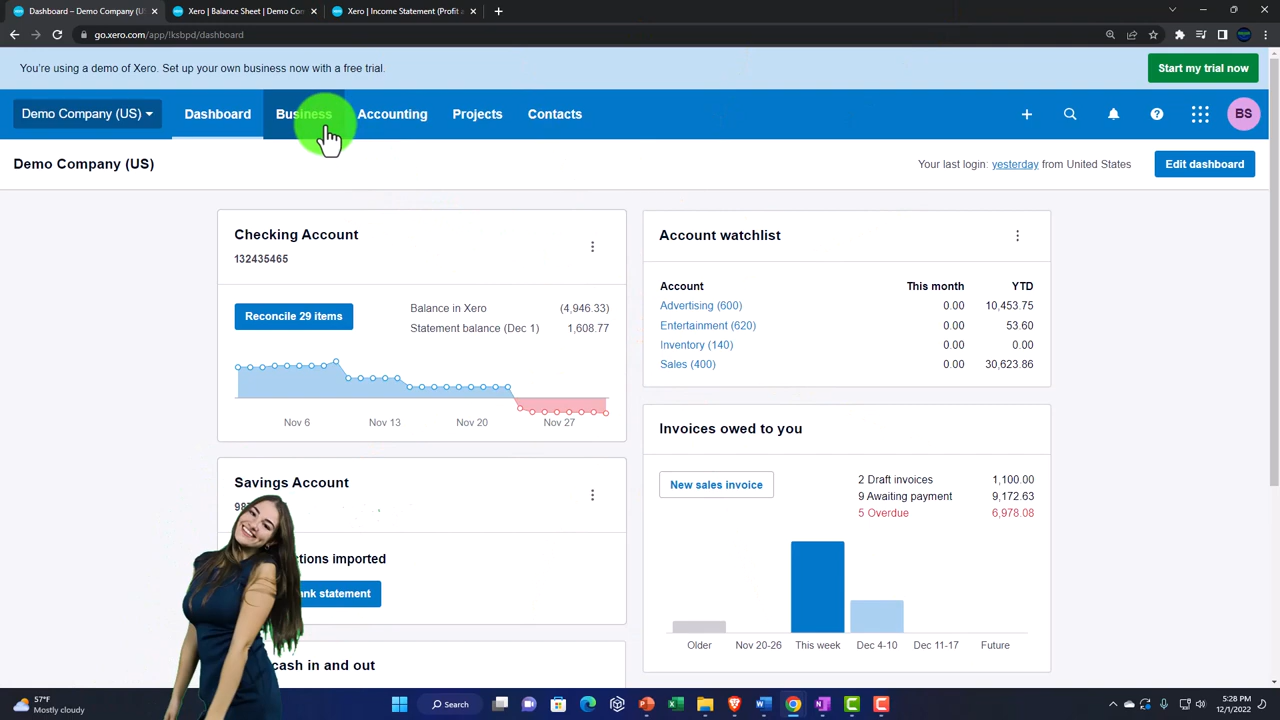 Dashboard – Demo Company (U
Xero | Balance Sheet | Demo Com
Xero | Income Statement (Profit a
go.xero.com/app/!ksbpd/dashboard
You're using a demo of Xero. Set up your own business now with a free trial.
Start my trial now
Demo Company (US)
Dashboard
Business
Accounting
Projects
Contacts
BS
Demo Company (US)
Your last login: yesterday from United States
Edit dashboard
Checking Account
132435465
Reconcile 29 items
Balance in Xero (4,946.33)
Statement balance (Dec 1) 1,608.77
Nov 6 Nov 13 Nov 20 Nov 27
Savings Account
98
ctions imported
ank statement
cash in and out
Account watchlist
Account This month YTD
Advertising (600) 0.00 10,453.75
Entertainment (620) 0.00 53.60
Inventory (140) 0.00 0.00
Sales (400) 0.00 30,623.86
Invoices owed to you
New sales invoice
2 Draft invoices 1,100.00
9 Awaiting payment 9,172.63
5 Overdue 6,978.08
Older Nov 20-26 This week Dec 4-10 Dec 11-17 Future
57°F
Mostly cloudy
Search
5:28 PM
12/1/2022